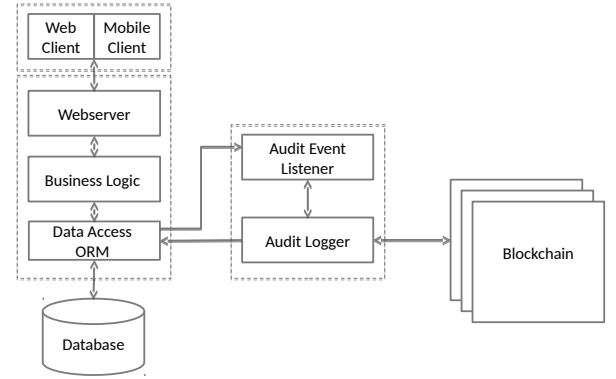 Web
Client
Mobile
Client
Webserver
Business Logic
Data Access
ORM
Database
Audit Event
Listener
Audit Logger
Blockchain